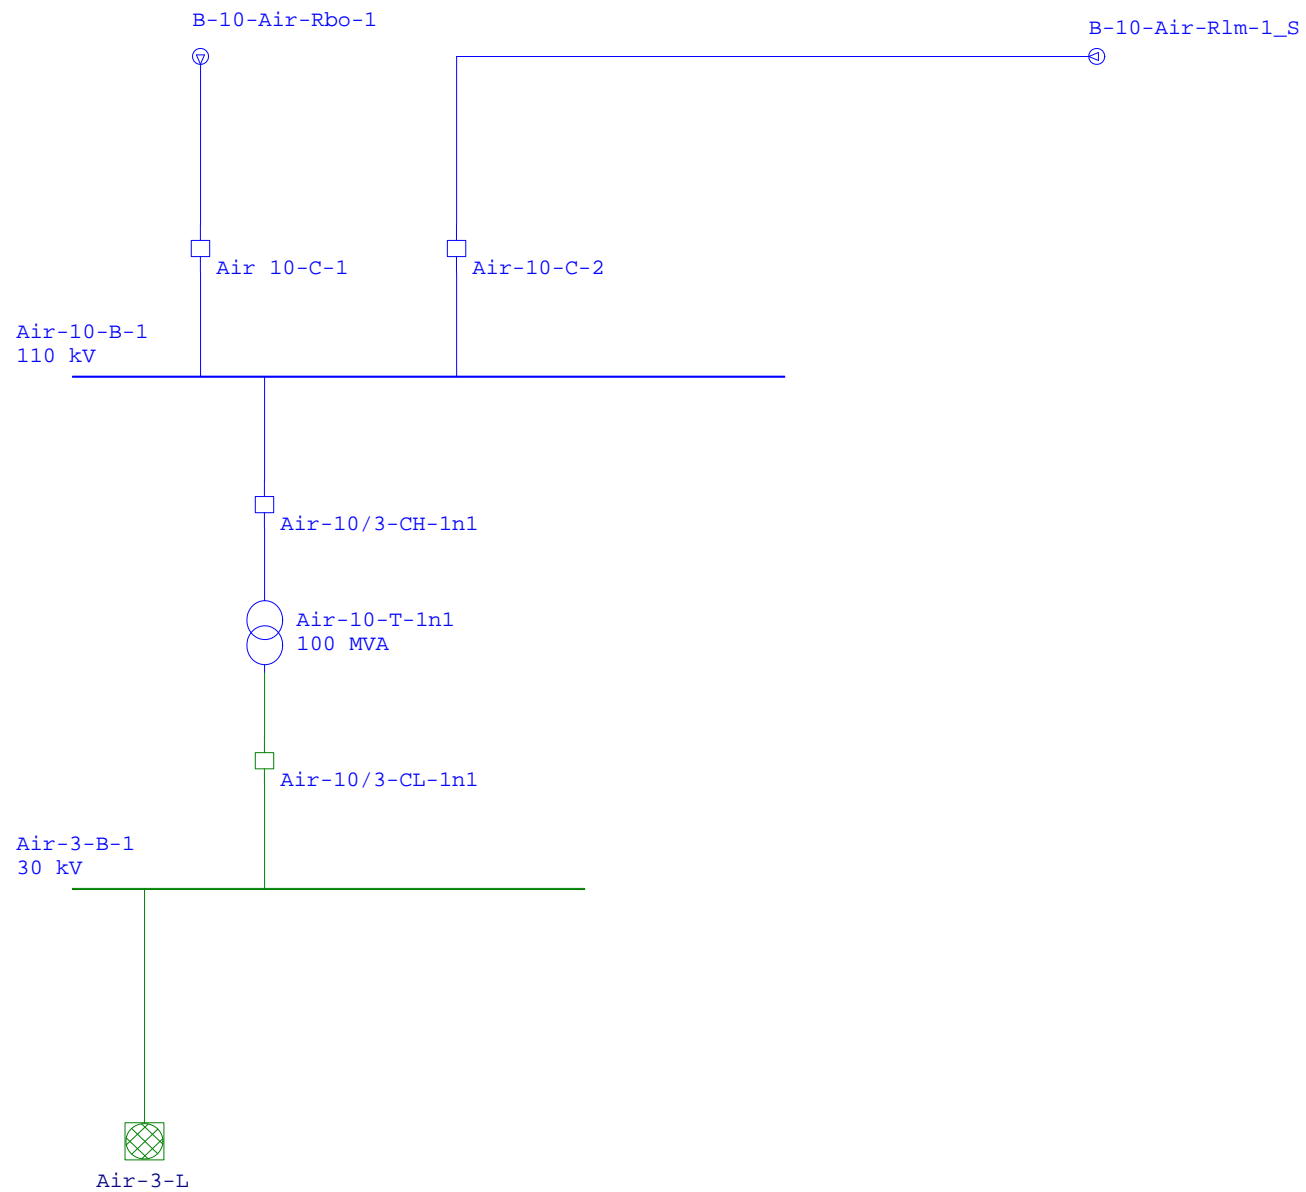 B-10-Air-Rbo-1
B-10-Air-Rlm-1_S
Air 10-C-1
Air-10-C-2
Air-10-B-1
110 kV
Air-10/3-CH-1n1
Air-10-T-1n1
100 MVA
Air-10/3-CL-1n1
Air-3-B-1
30 kV
Air-3-L